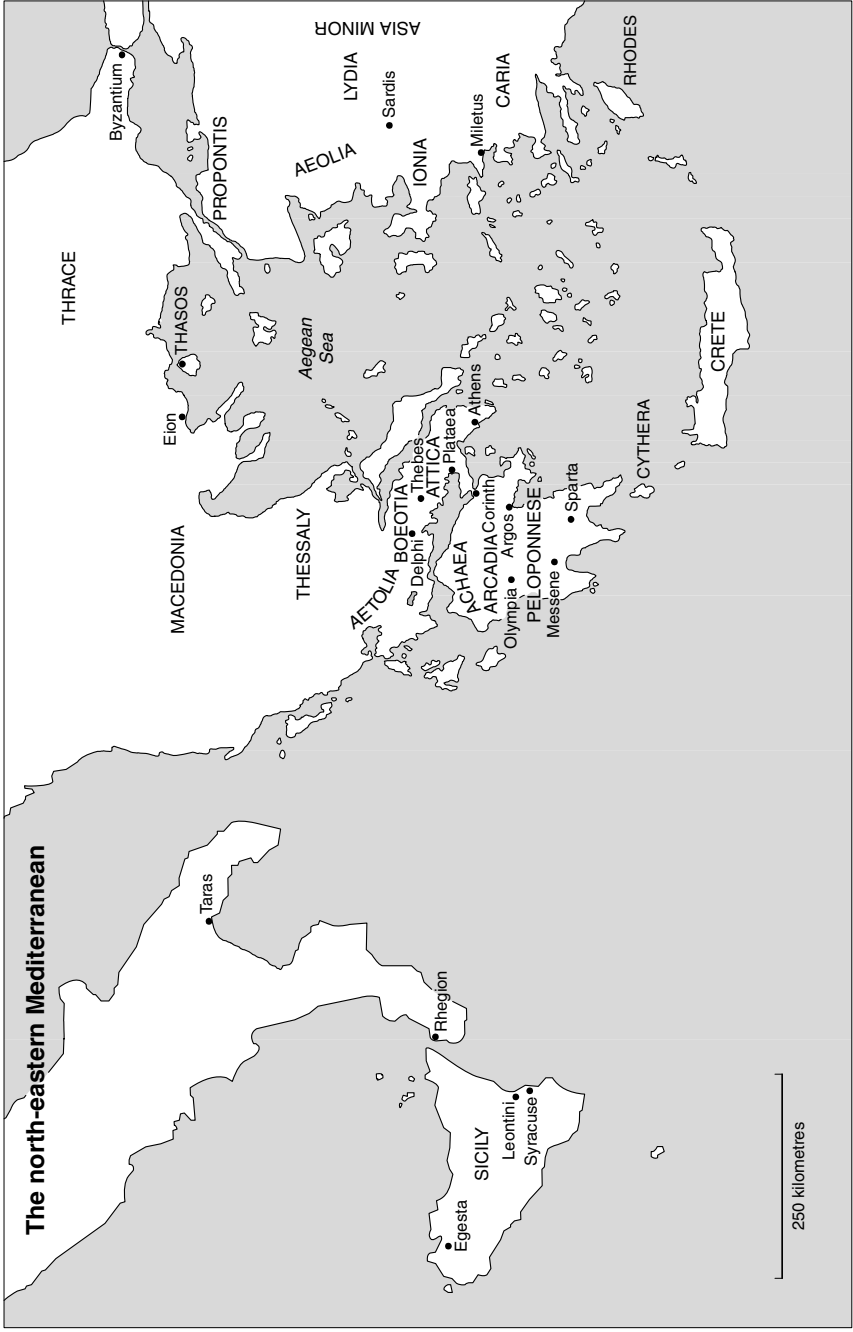 The north-eastern Mediterranean
Byzantium
THRACE
PROPONTIS
ASIA MINOR
Taras
MACEDONIA
Eion
THASOS
THESSALY
Aegean
Sea
AEOLIA
LYDIA
Sardis
IONIA
AETOLIA
BOEOTIA
Delphi
Thebes
ATTICA
Plataea
Athens
Miletus
CARIA
Rhegion
Egesta
SICILY
Leontini
Syracuse
ACHAEA
ARCADIA
Corinth
Olympia
Argos
PELOPONNESE
Messene
Sparta
CYTHERA
RHODES
CRETE
250 kilometres